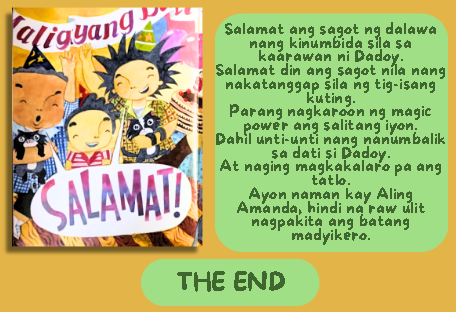 Maligyang
SALAMAT!
Salamat ang sagot ng dalawa
nang kinumbida sila sa
kaarawan ni Dadoy.
Salamat din ang sagot nila nang
nakatanggap sila ng tig-isang
kuting.
Parang nagkaroon ng magic
power ang salitang iyon.
Dahil unti-unti nang nanumbalik
sa dati si Dadoy.
At naging magkakalaro pa ang
tatlo.
Ayon naman kay Aling
Amanda, hindi na raw ulit
nagpakita ang batang
madyikero.
THE END